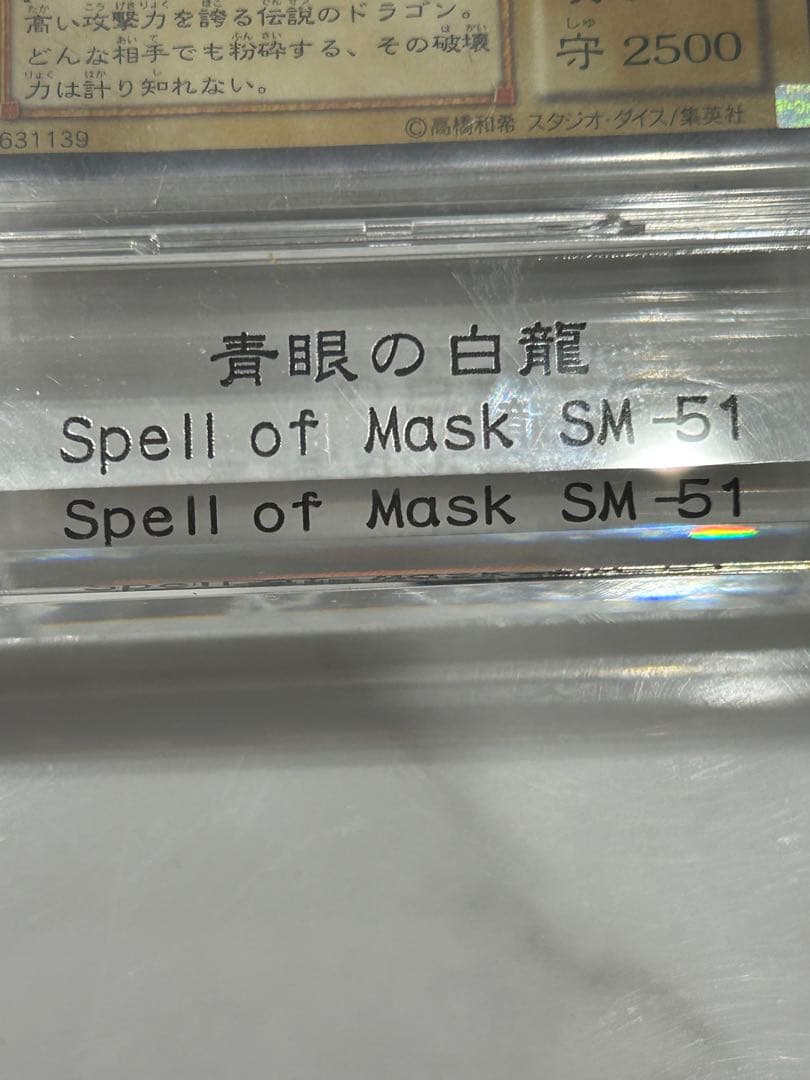 高い攻撃力を誇る伝説のドラゴン。
どんな相手でも粉砕する、その破壊
力は計り知れない。
守 2500
631139
©高橋和希 スタジオ・ダイス/集英社
青眼の白龍
Spell of Mask SM-51
Spell of Mask SM-51